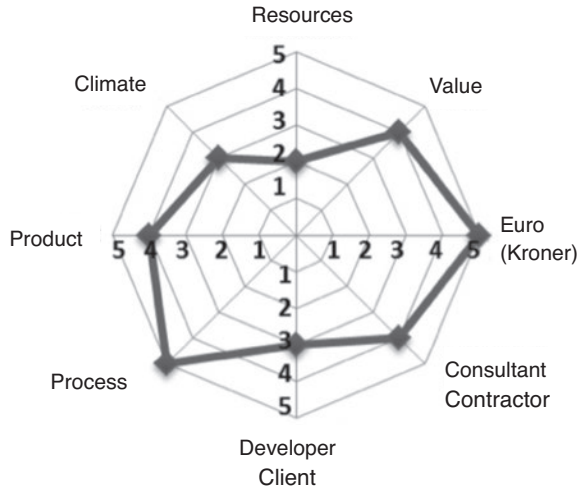 Resources
5
4
3
2
1
Climate
Value
Product
5 4 3 2 1
1 2 3 4 5
Euro
(Kroner)
1
2
3
4
5
Process
Consultant
Contractor
Developer
Client